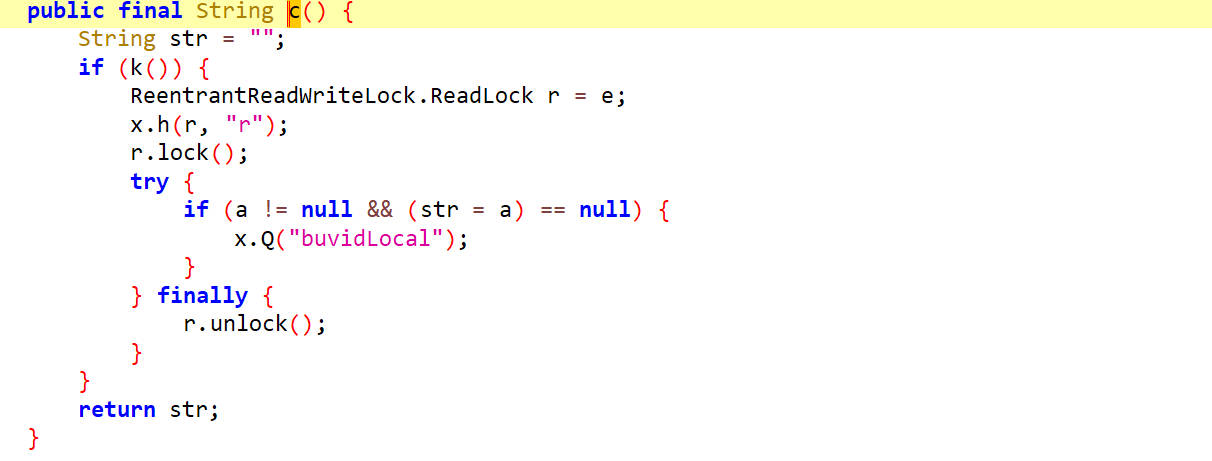 public final String c() {
    String str = "";
    if (k()) {
        ReentrantReadWriteLock.ReadLock r = e;
        x.h(r, "r");
        r.lock();
        try {
            if (a != null && (str = a) == null) {
                x.Q("buvidLocal");
            }
        } finally {
            r.unlock();
        }
    }
    return str;
}